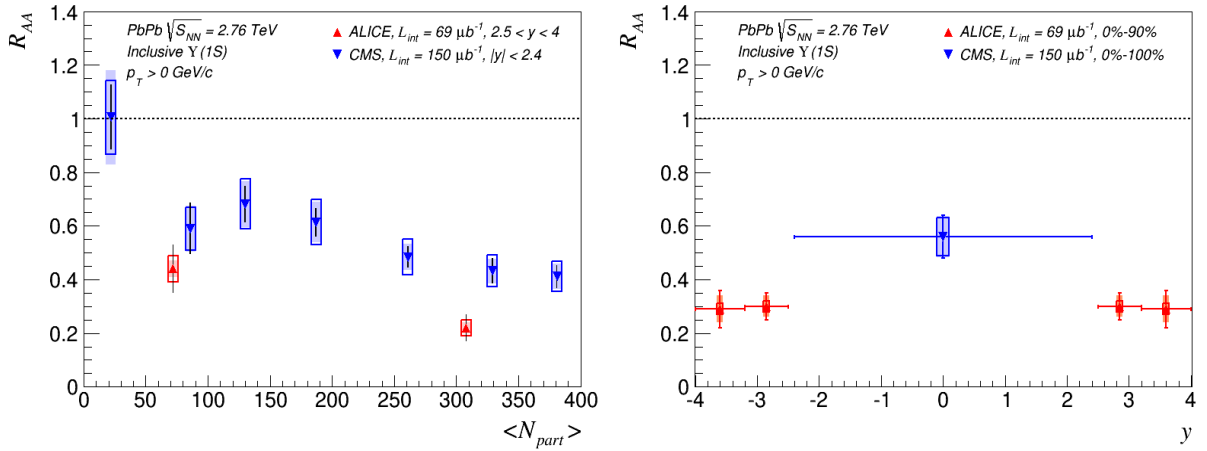 R_AA
PbPb √S_NN = 2.76 TeV
Inclusive ϒ (1S)
p_T > 0 GeV/c
ALICE, L_int = 69 μb⁻¹, 2.5 < y < 4
CMS, L_int = 150 μb⁻¹, |y| < 2.4
1.4
1.2
1
0.8
0.6
0.4
0.2
0
0 50 100 150 200 250 300 350 400
<N_part>
R_AA
PbPb √S_NN = 2.76 TeV
Inclusive ϒ (1S)
p_T > 0 GeV/c
ALICE, L_int = 69 μb⁻¹, 0%-90%
CMS, L_int = 150 μb⁻¹, 0%-100%
1.4
1.2
1
0.8
0.6
0.4
0.2
0
-4 -3 -2 -1 0 1 2 3 4
y